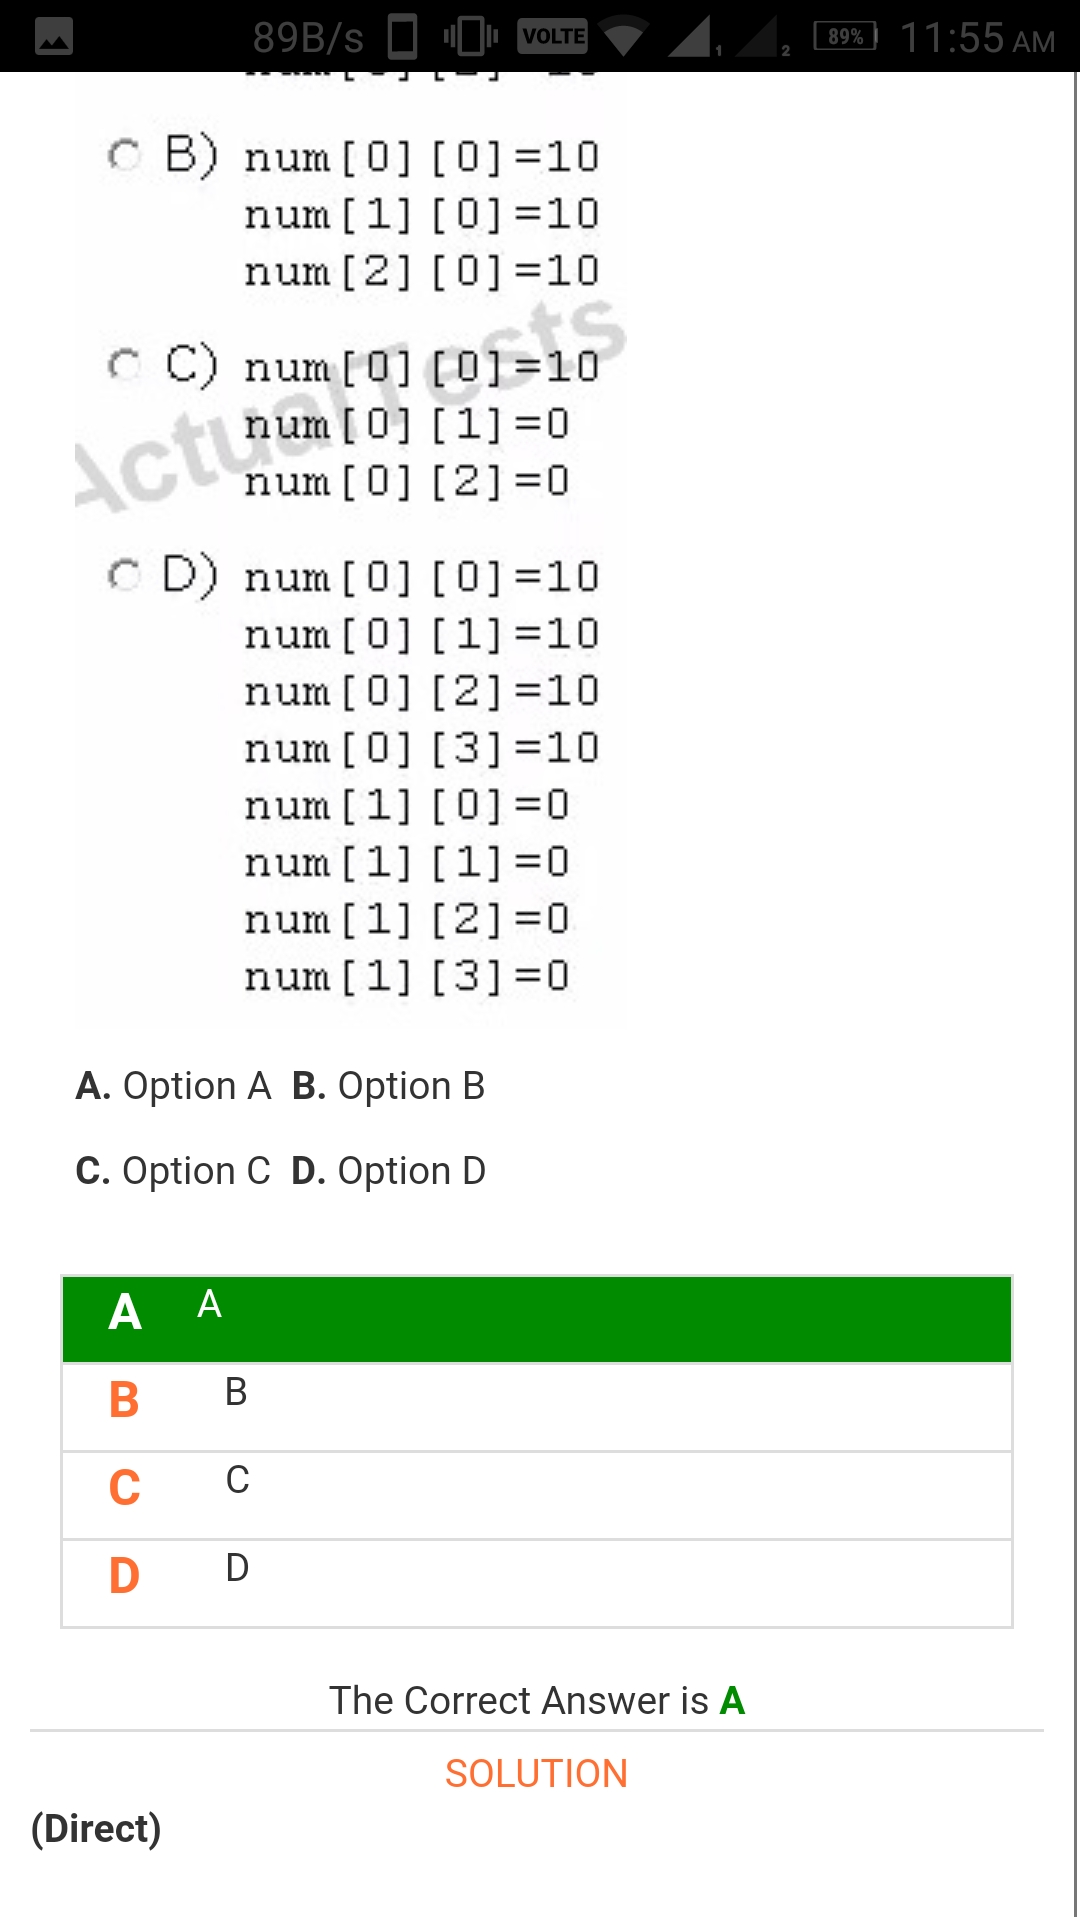 89B/s VOLTE 1 2 89% 11:55 AM
B) num[0][0]=10
num[1][0]=10
num[2][0]=10
C) num[0][0]=10
num[0][1]=0
num[0][2]=0
ActualTests
D) num[0][0]=10
num[0][1]=10
num[0][2]=10
num[0][3]=10
num[1][0]=0
num[1][1]=0
num[1][2]=0
num[1][3]=0
A. Option A B. Option B
C. Option C D. Option D
A A
B B
C C
D D
The Correct Answer is A
SOLUTION
(Direct)